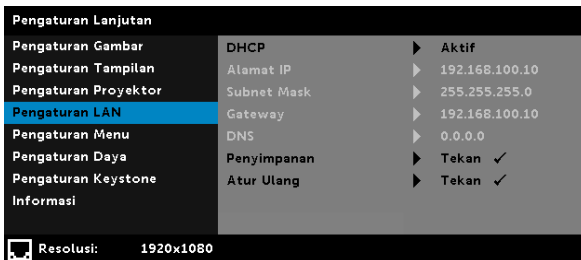 Pengaturan Lanjutan
Pengaturan Gambar
Pengaturan Tampilan
Pengaturan Proyektor
Pengaturan LAN
Pengaturan Menu
Pengaturan Daya
Pengaturan Keystone
Informasi
DHCP Aktif
Alamat IP 192.168.100.10
Subnet Mask 255.255.255.0
Gateway 192.168.100.10
DNS 0.0.0.0
Penyimpanan Tekan ✓
Atur Ulang Tekan ✓
Resolusi: 1920x1080